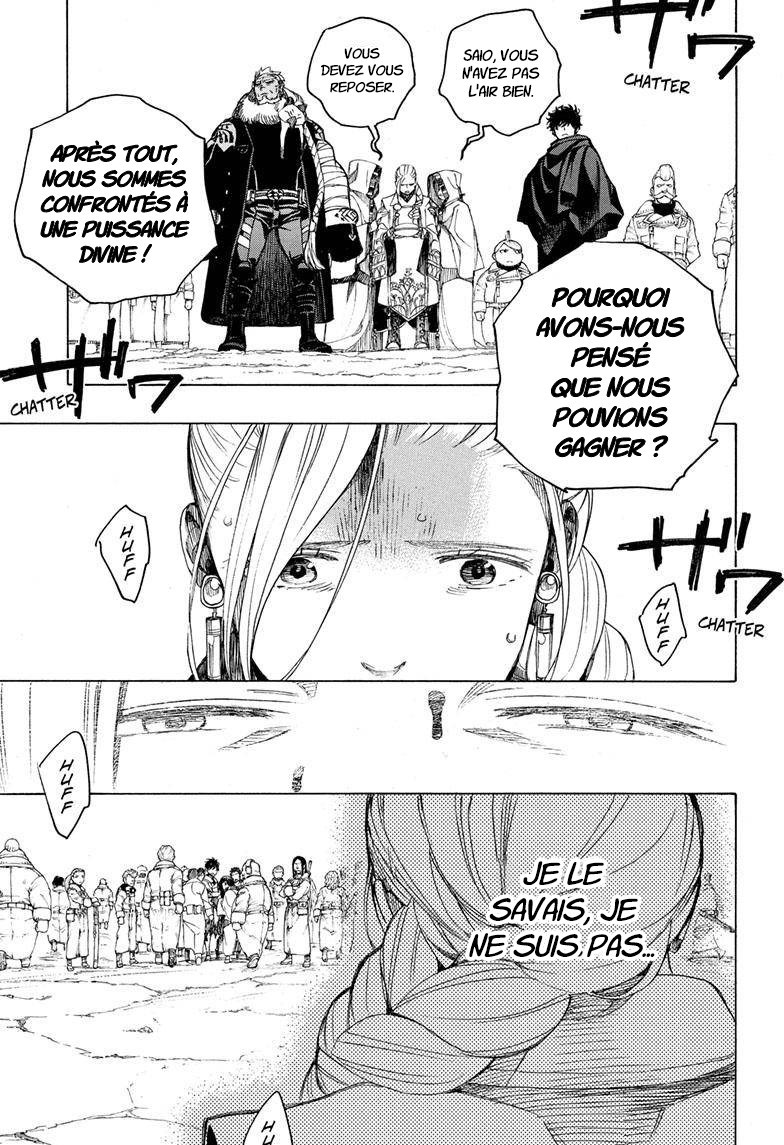 ザワ
CHATTER
SAIO, VOUS
N'AVEZ PAS
L'AIR BIEN.
VOUS
DEVEZ VOUS
REPOSER.
APRÈS TOUT,
NOUS SOMMES
CONFRONTÉS À
UNE PUISSANCE
DIVINE !
POURQUOI
AVONS-NOUS
PENSÉ
QUE NOUS
POUVIONS
GAGNER ?
ザワ
CHATTER
HUFF
ザワ
CHATTER
HUFF
HUFF
JE LE
SAVAIS, JE
NE SUIS PAS...
HUFF